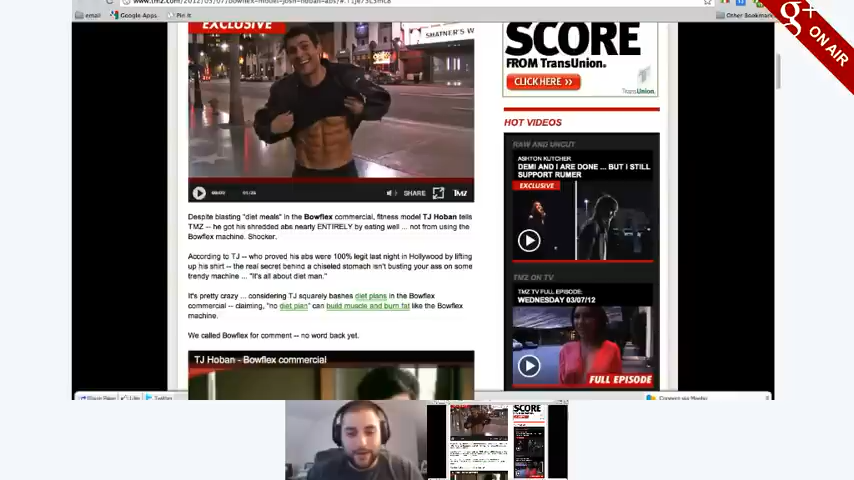 email
Google Apps
Pin It
Other Bookmarks
g+
ON AIR
EXCLUSIVE
SHATNER'S W
SCORE
FROM TransUnion.
CLICK HERE >>
TransUnion.
SHARE
TMZ
HOT VIDEOS
RAW AND UNCUT
ASHTON KUTCHER
DEMI AND I ARE DONE ... BUT I STILL
SUPPORT RUMER
EXCLUSIVE
Despite blasting "diet meals" in the Bowflex commercial, fitness model TJ Hoban tells
TMZ -- he got his shredded abs nearly ENTIRELY by eating well ... not from using the
Bowflex machine. Shocker.
According to TJ -- who proved his abs were 100% legit last night in Hollywood by lifting
up his shirt -- the real secret behind a chiseled stomach isn't busting your ass on some
trendy machine ... "It's all about diet man."
It's pretty crazy ... considering TJ squarely bashes diet plans in the Bowflex
commercial -- claiming, "no diet plan" can build muscle and burn fat like the Bowflex
machine.
We called Bowflex for comment -- no word back yet.
TMZ ON TV
TMZ TV FULL EPISODE:
WEDNESDAY 03/07/12
FULL EPISODE
TJ Hoban - Bowflex commercial
Like
Twitter
SCORE